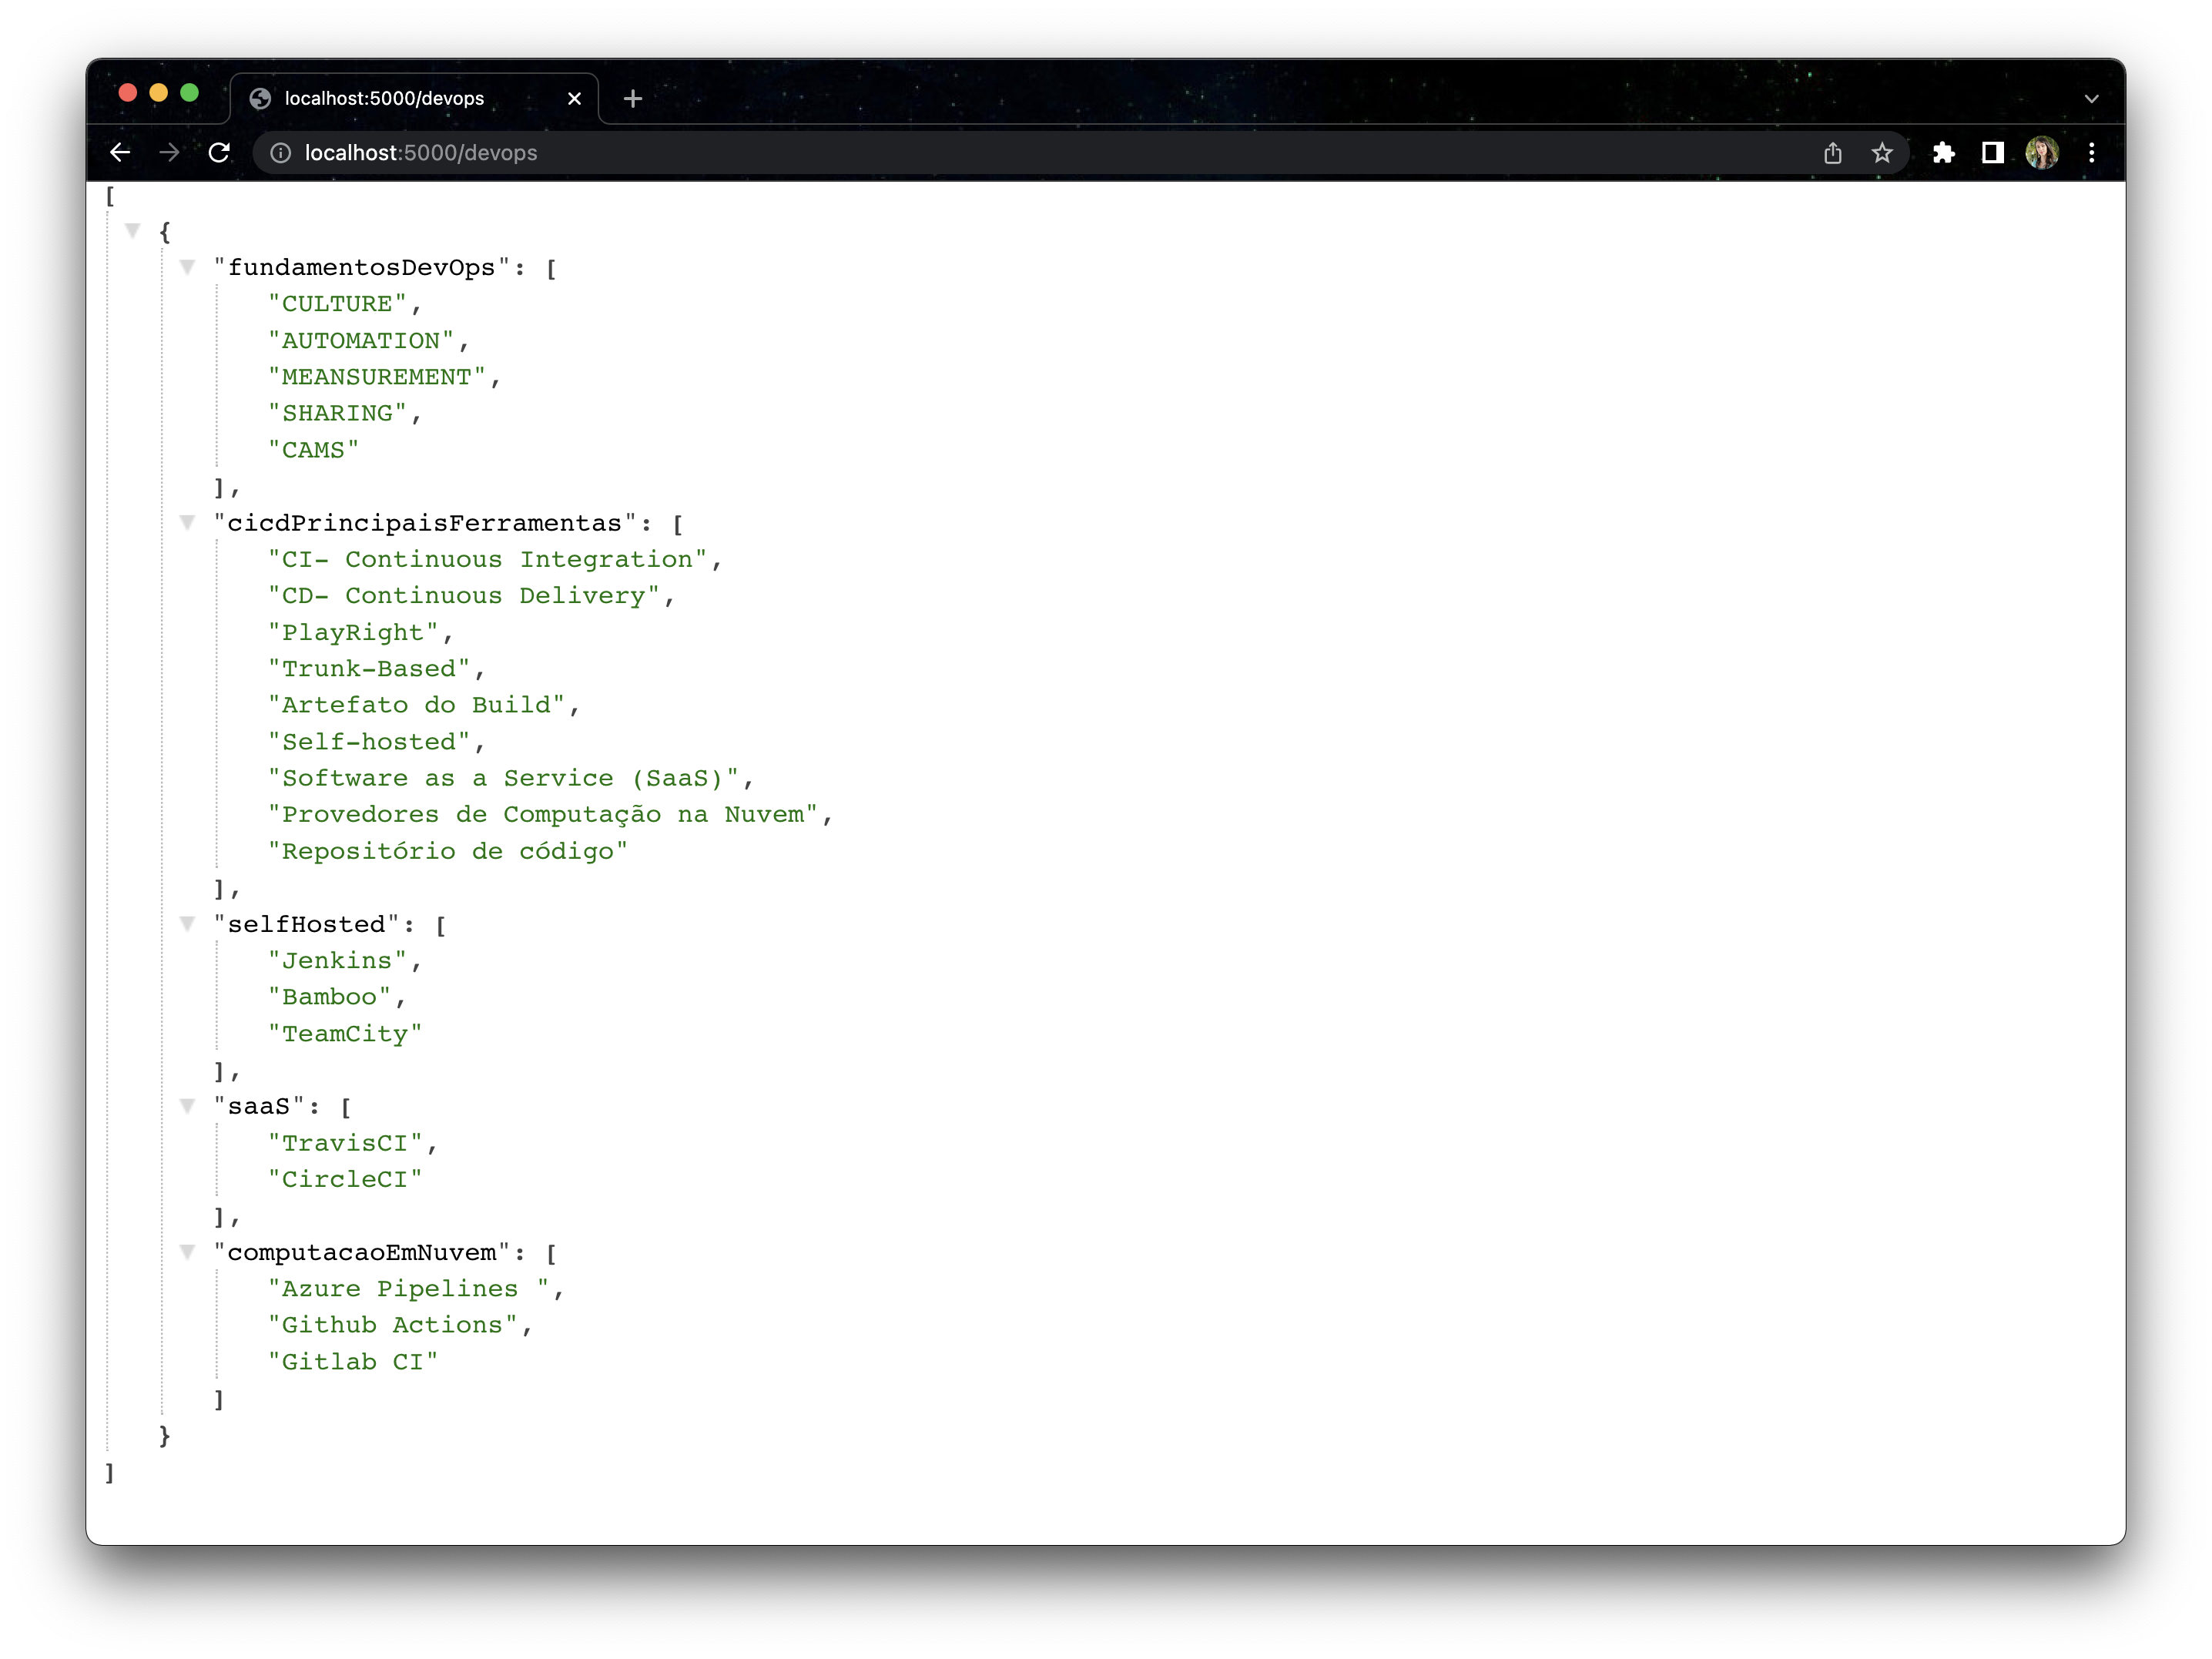 localhost:5000/devops
localhost:5000/devops
[
{
"fundamentosDevOps": [
"CULTURE",
"AUTOMATION",
"MEANSUREMENT",
"SHARING",
"CAMS"
],
"cicdPrincipaisFerramentas": [
"CI- Continuous Integration",
"CD- Continuous Delivery",
"PlayRight",
"Trunk-Based",
"Artefato do Build",
"Self-hosted",
"Software as a Service (SaaS)",
"Provedores de Computação na Nuvem",
"Repositório de código"
],
"selfHosted": [
"Jenkins",
"Bamboo",
"TeamCity"
],
"saaS": [
"TravisCI",
"CircleCI"
],
"computacaoEmNuvem": [
"Azure Pipelines ",
"Github Actions",
"Gitlab CI"
]
}
]